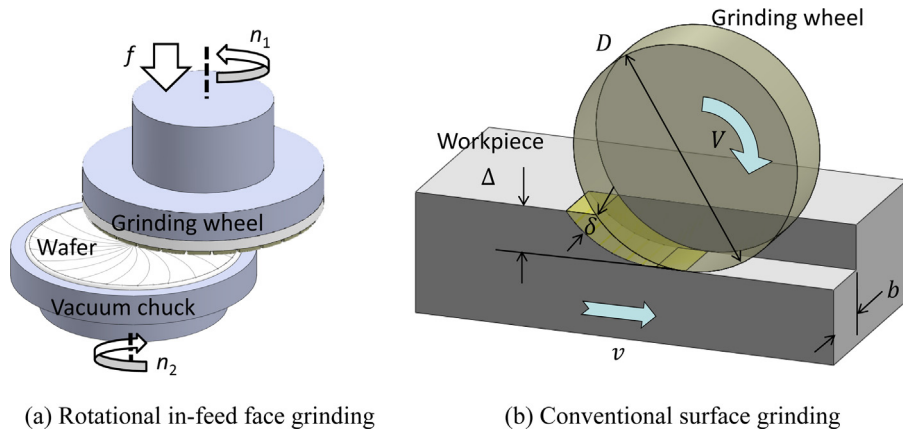 f
n₁
Grinding wheel
Wafer
Vacuum chuck
n₂
(a) Rotational in-feed face grinding
Grinding wheel
D
V
Workpiece
Δ
δ
b
v
(b) Conventional surface grinding